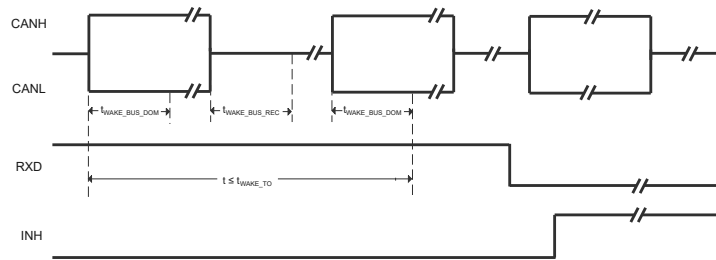 CANH
CANL
tWAKE_BUS_DOM
tWAKE_BUS_REC
tWAKE_BUS_DOM
RXD
t ≤ tWAKE_TO
INH